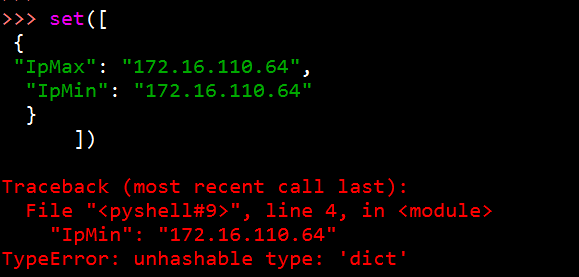 >>> set([
 {
 "IpMax": "172.16.110.64",
  "IpMin": "172.16.110.64"
  }
      ])
Traceback (most recent call last):
  File "<pyshell#9>", line 4, in <module>
    "IpMin": "172.16.110.64"
TypeError: unhashable type: 'dict'